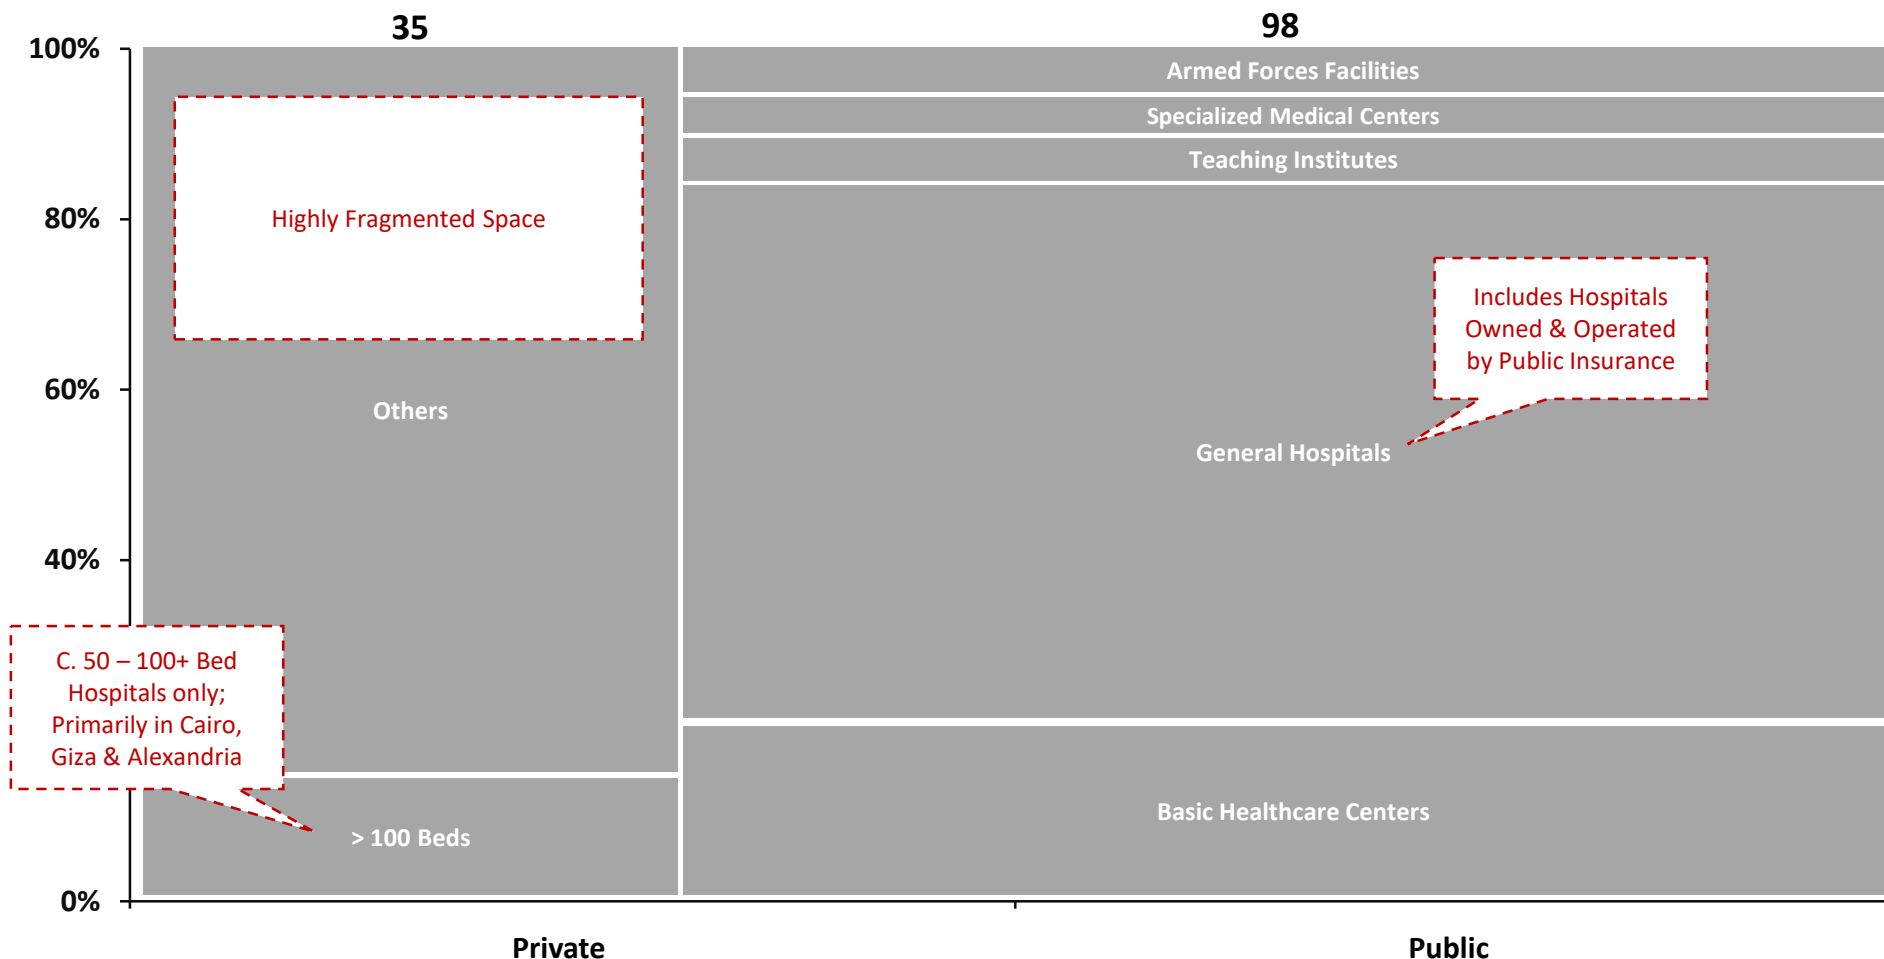 35
98
100%
Armed Forces Facilities
Specialized Medical Centers
Teaching Institutes
Highly Fragmented Space
80%
Includes Hospitals
Owned & Operated
by Public Insurance
60%
Others
General Hospitals
40%
C. 50 – 100+ Bed
Hospitals only;
Primarily in Cairo,
Giza & Alexandria
> 100 Beds
Basic Healthcare Centers
0%
Private
Public